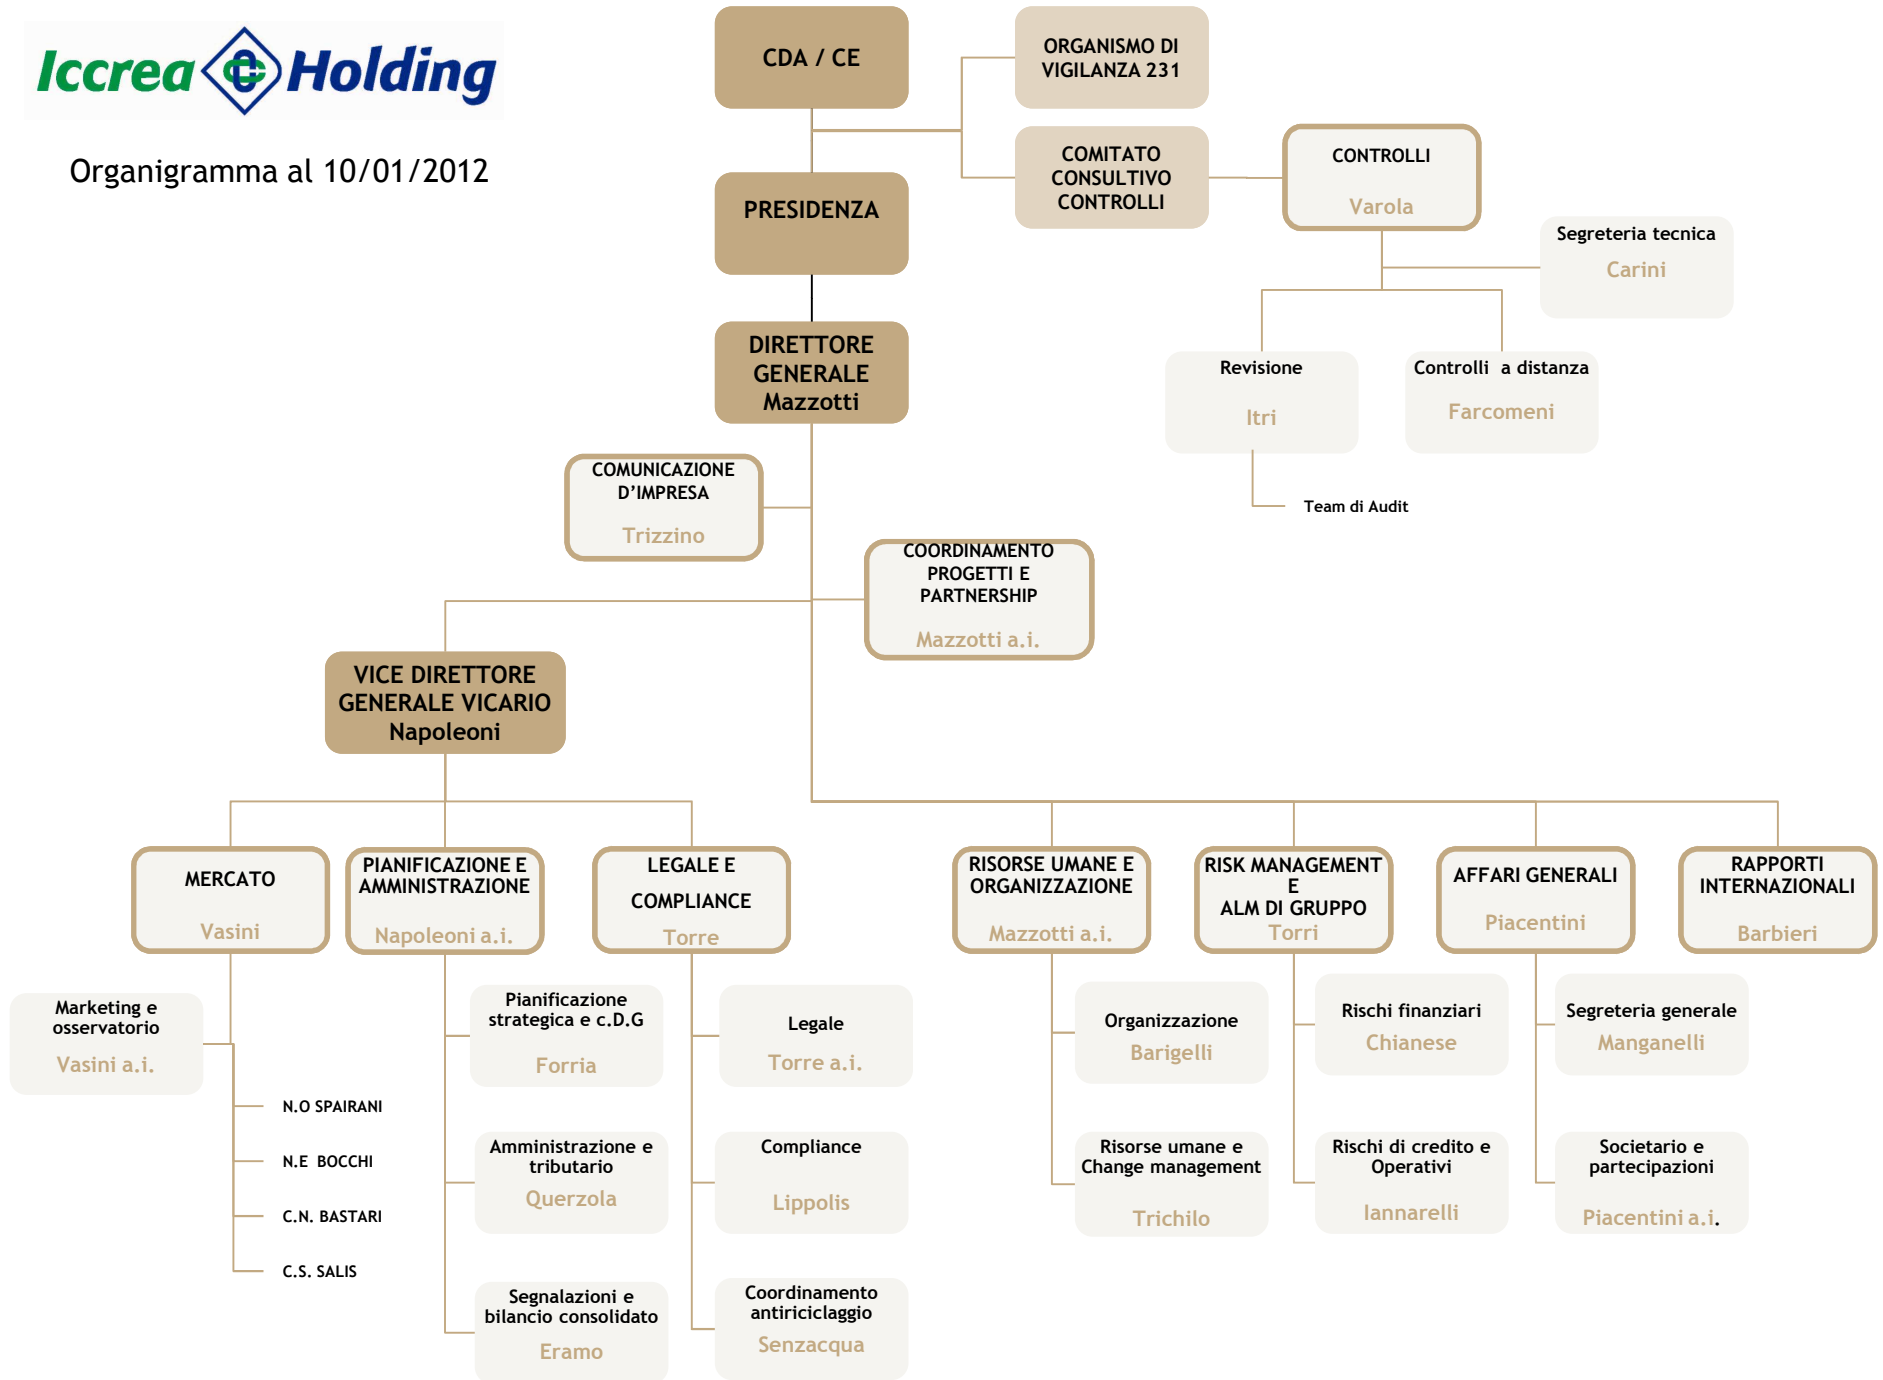 Iccrea Holding
Organigramma al 10/01/2012
CDA / CE
ORGANISMO DI
VIGILANZA 231
COMITATO
CONSULTIVO
CONTROLLI
CONTROLLI
Varola
PRESIDENZA
Segreteria tecnica
Carini
DIRETTORE
GENERALE
Mazzotti
Revisione
Itri
Controlli  a distanza
Farcomeni
Team di Audit
COMUNICAZIONE
D’IMPRESA
Trizzino
COORDINAMENTO
PROGETTI E
PARTNERSHIP
Mazzotti a.i.
VICE DIRETTORE
GENERALE VICARIO
Napoleoni
MERCATO
Vasini
PIANIFICAZIONE E
AMMINISTRAZIONE
Napoleoni a.i.
LEGALE E
COMPLIANCE
Torre
RISORSE UMANE E
ORGANIZZAZIONE
Mazzotti a.i.
RISK MANAGEMENT
E
ALM DI GRUPPO
Torri
AFFARI GENERALI
Piacentini
RAPPORTI
INTERNAZIONALI
Barbieri
Marketing e
osservatorio
Vasini a.i.
N.O SPAIRANI
N.E  BOCCHI
C.N. BASTARI
C.S. SALIS
Pianificazione
strategica e c.D.G
Forria
Amministrazione e
tributario
Querzola
Segnalazioni e
bilancio consolidato
Eramo
Legale
Torre a.i.
Compliance
Lippolis
Coordinamento
antiriciclaggio
Senzacqua
Organizzazione
Barigelli
Risorse umane e
Change management
Trichilo
Rischi finanziari
Chianese
Rischi di credito e
Operativi
Iannarelli
Segreteria generale
Manganelli
Societario e
partecipazioni
Piacentini a.i.